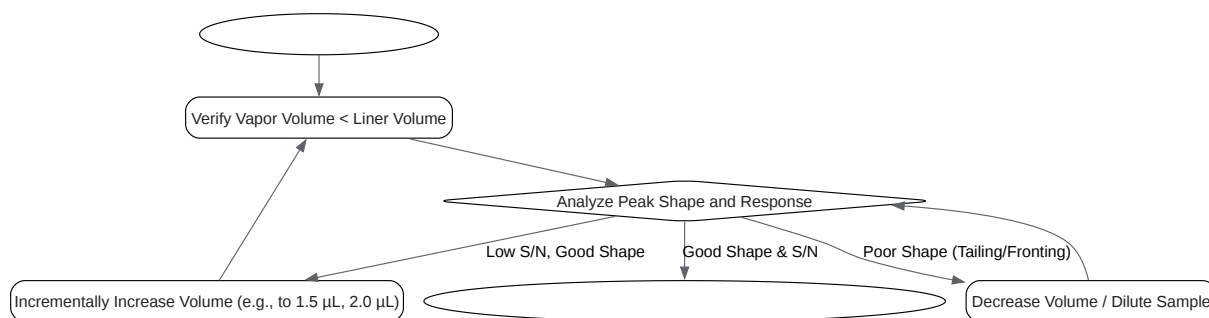 Verify Vapor Volume < Liner Volume
Analyze Peak Shape and Response
Low S/N, Good Shape
Good Shape & S/N
Poor Shape (Tailing/Fronting)
Incrementally Increase Volume (e.g., to 1.5 µL, 2.0 µL)
Decrease Volume / Dilute Sample